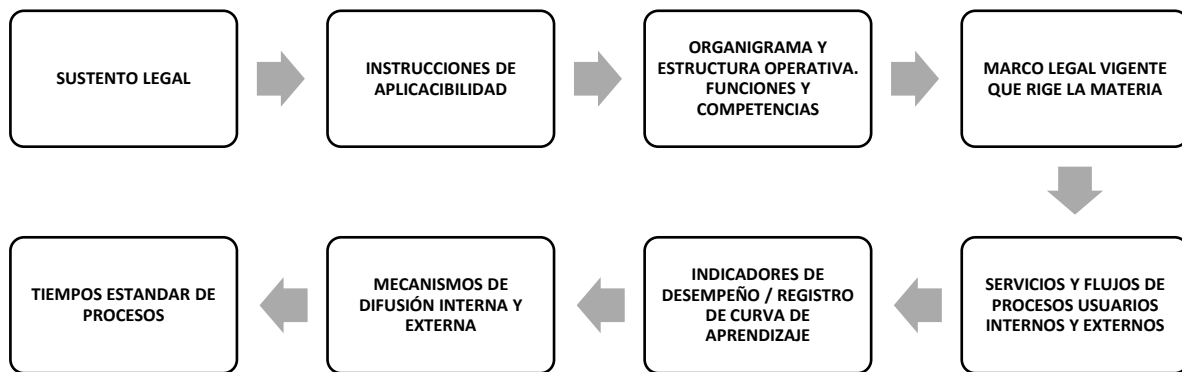 SUSTENTO LEGAL
INSTRUCCIONES DE
APLICACIBILIDAD
ORGANIGRAMA Y
ESTRUCTURA OPERATIVA.
FUNCIONES Y
COMPETENCIAS
MARCO LEGAL VIGENTE
QUE RIGE LA MATERIA
SERVICIOS Y FLUJOS DE
PROCESOS USUARIOS
INTERNOS Y EXTERNOS
INDICADORES DE
DESEMPEÑO / REGISTRO
DE CURVA DE
APRENDIZAJE
MECANISMOS DE
DIFUSIÓN INTERNA Y
EXTERNA
TIEMPOS ESTANDAR DE
PROCESOS